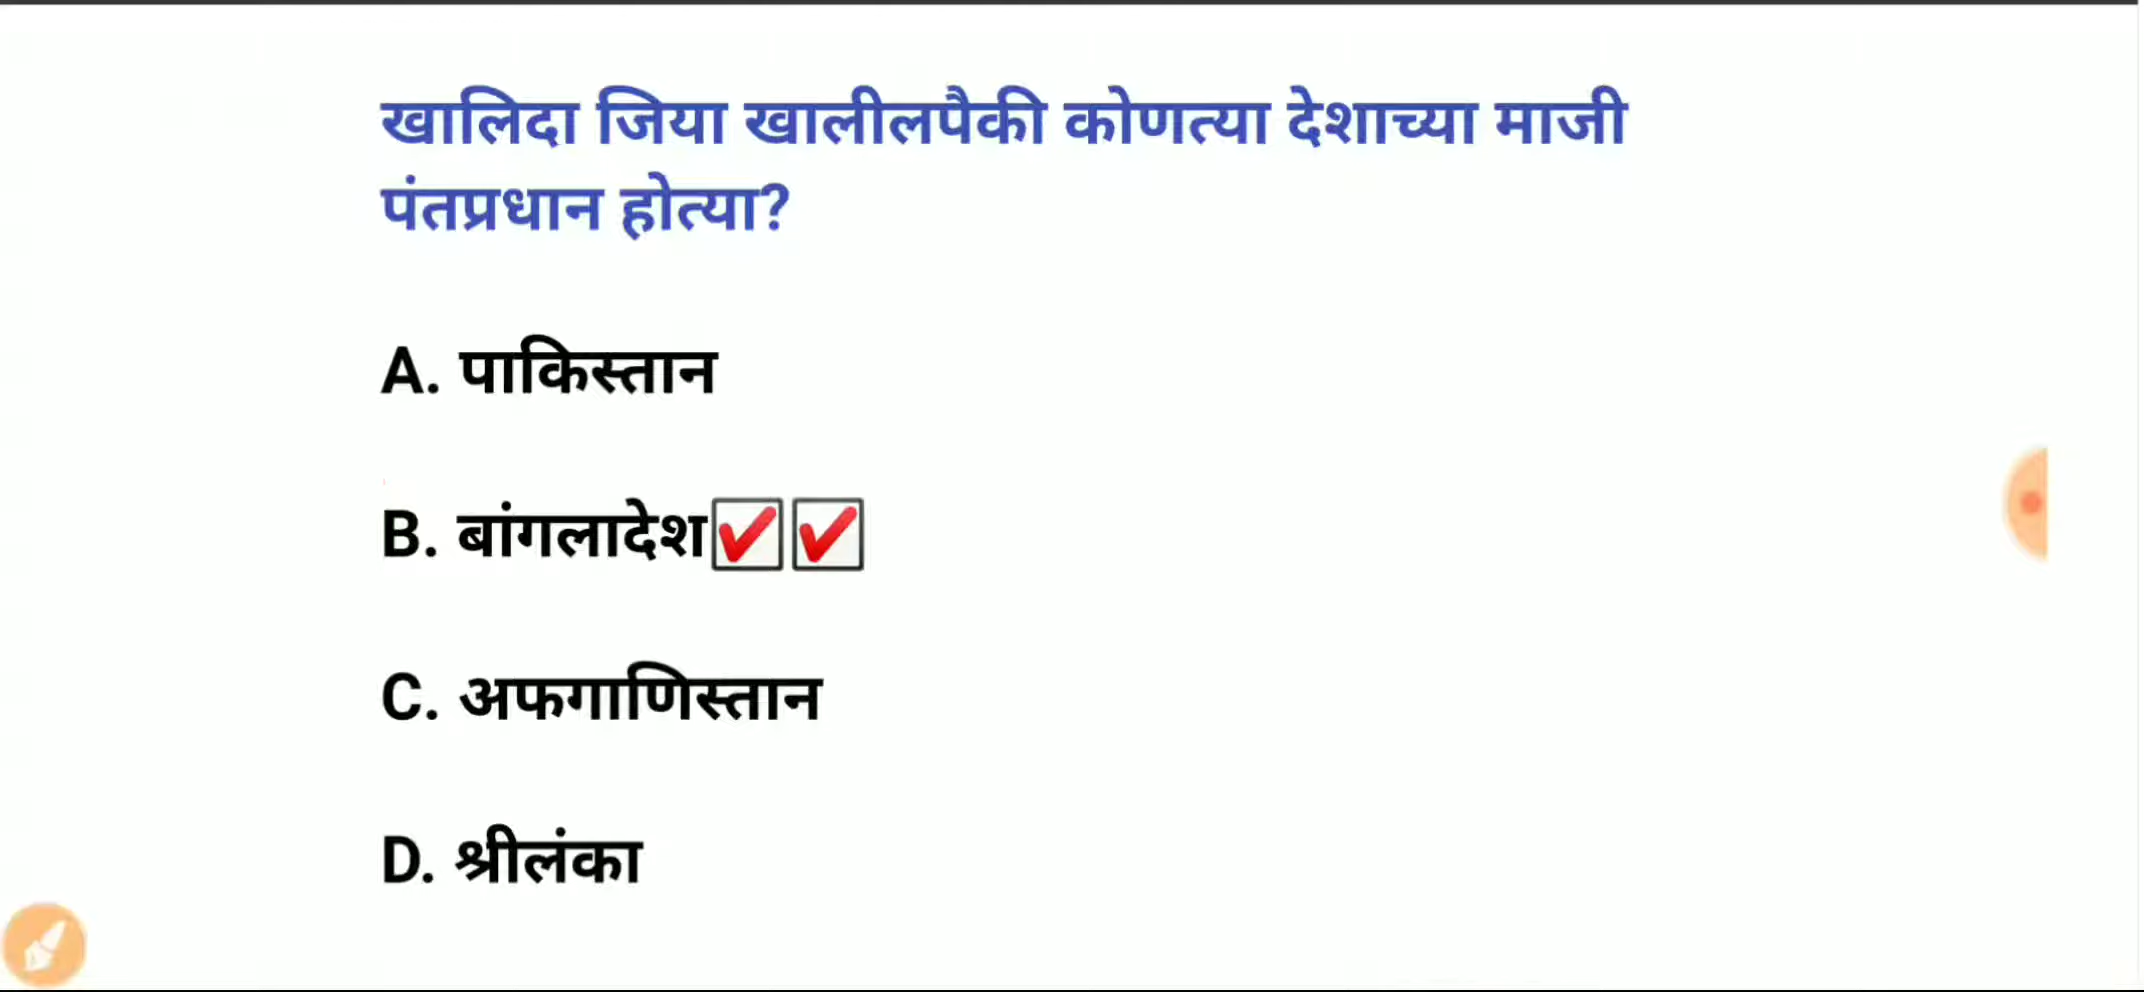 खालिदा जिया खालीलपैकी कोणत्या देशाच्या माजी
पंतप्रधान होत्या?
A. पाकिस्तान
B. बांगलादेश✔✔
C. अफगाणिस्तान
D. श्रीलंका